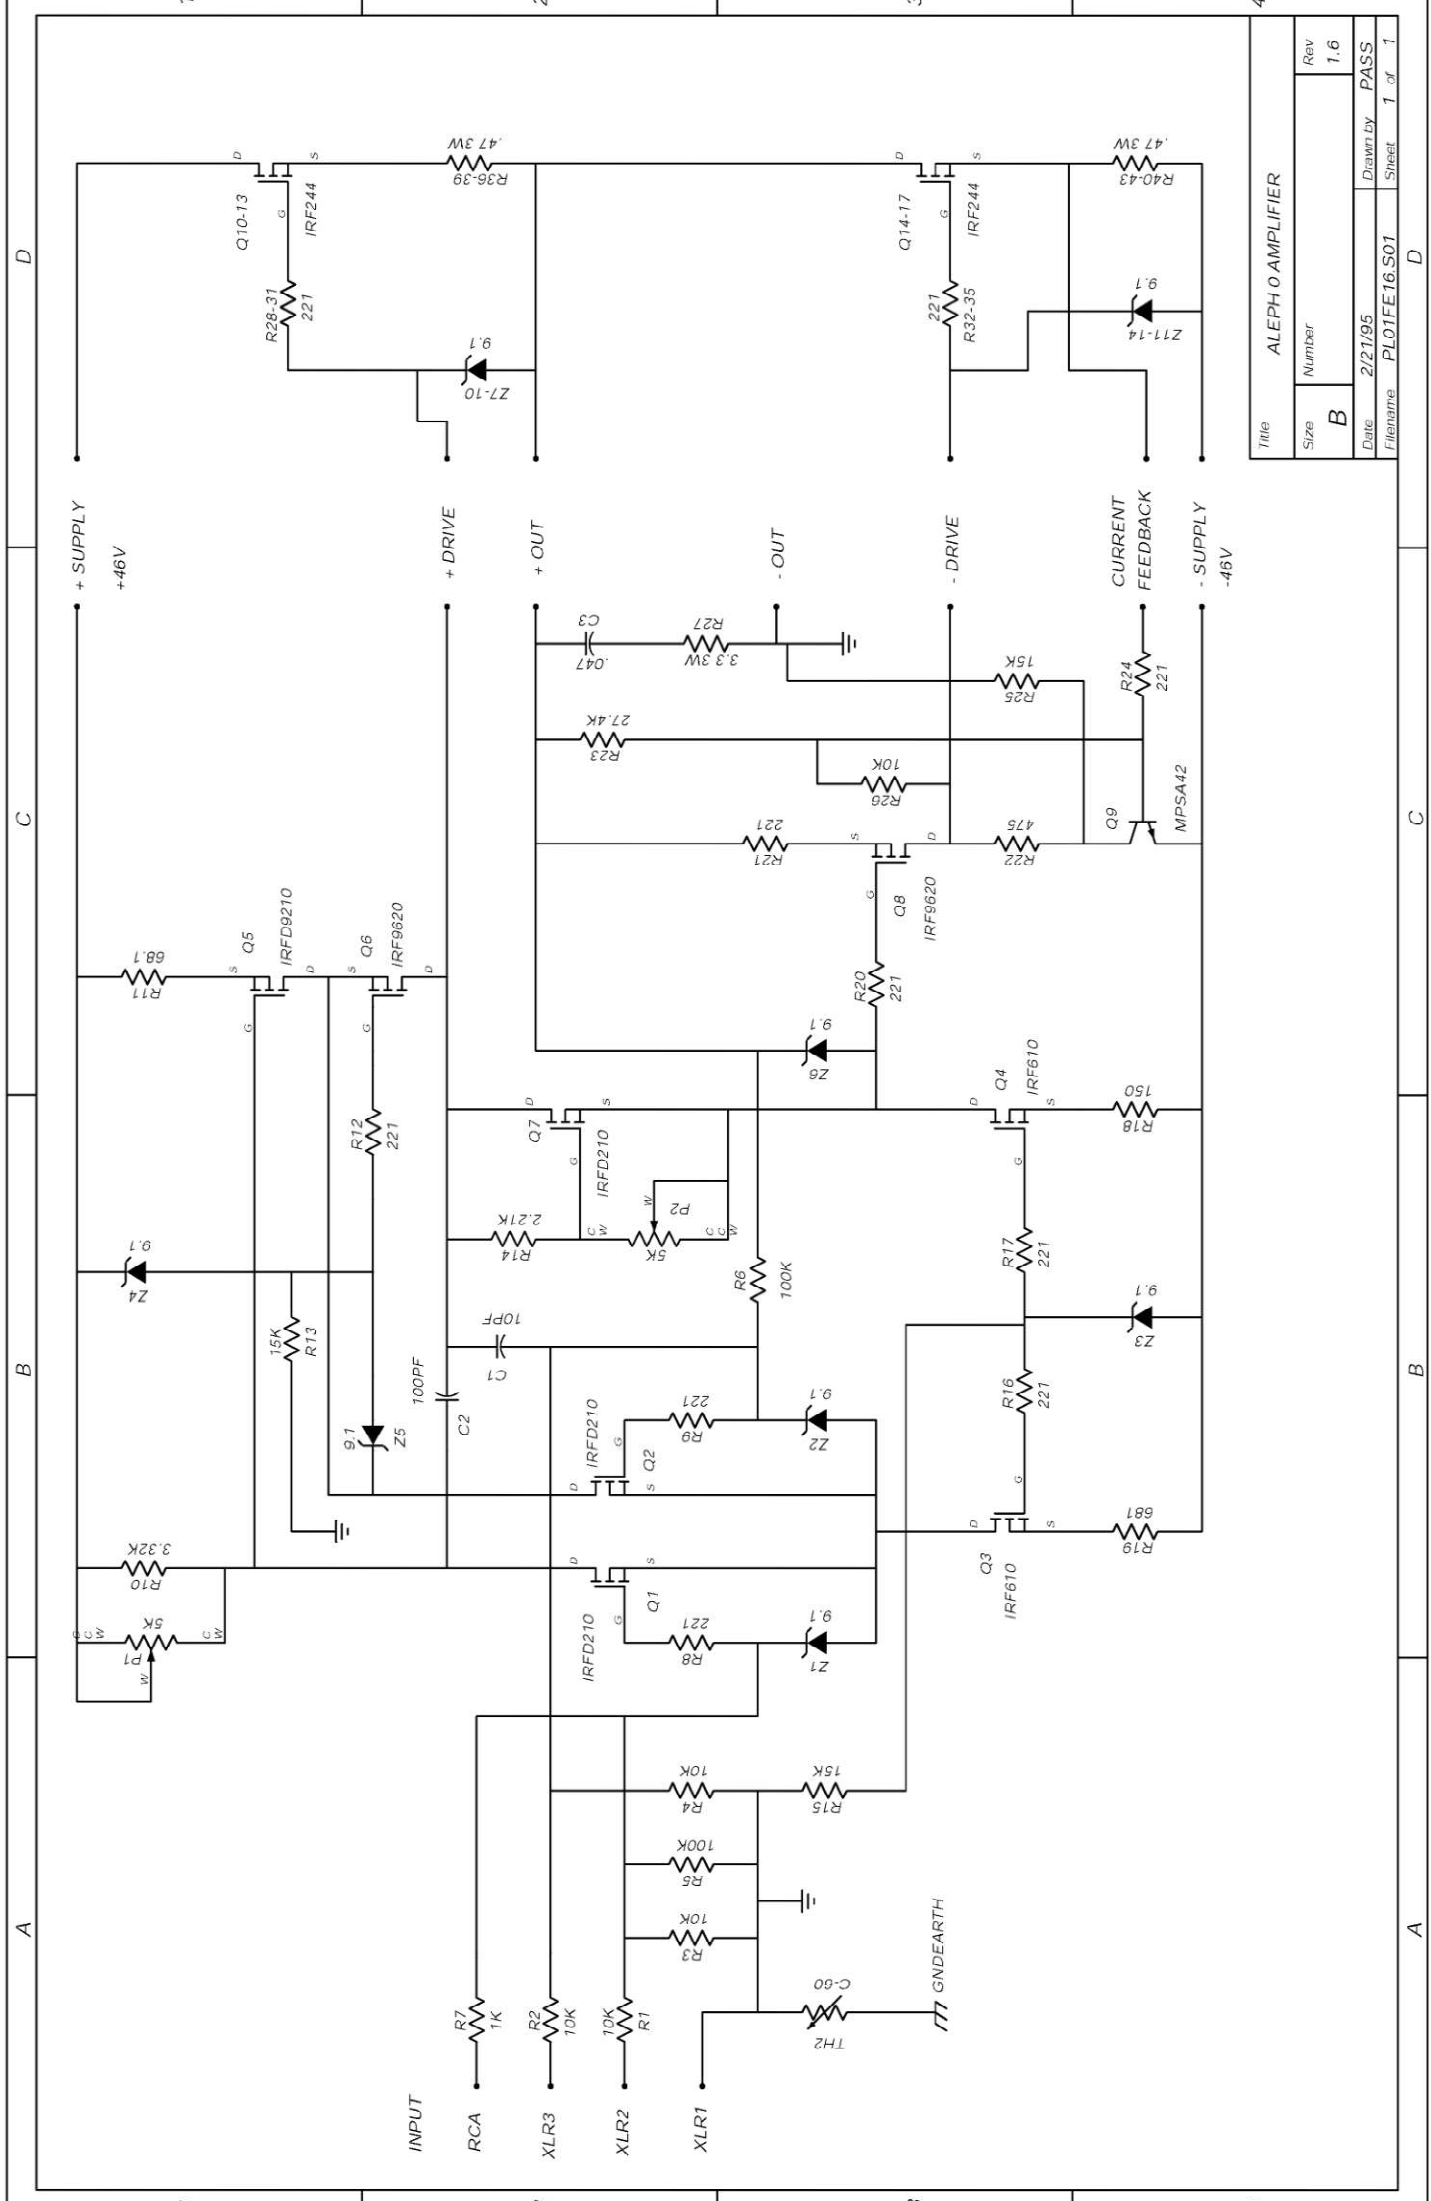 + SUPPLY
+46V
+ DRIVE
+ OUT
- OUT
- DRIVE
CURRENT
FEEDBACK
- SUPPLY
-46V
D
Q10-13
IRF244
D
G
S
R28-31
221
R36-39
.47 3W
9.1
Z7-10
Q14-17
IRF244
D
G
S
221
R32-35
R40-43
.47 3W
9.1
Z11-14
D
C
C3
.047
R27
3.3 3W
R25
15K
R24
221
R23
27.4K
R26
10K
R21
221
R22
475
Q9
MPSA42
Q8
IRF9620
S
G
D
R20
221
9.1
Z6
R11
68.1
Q5
IRFD9210
S
G
D
Q6
IRF9620
S
G
D
R12
221
C
B
9.1
Z4
15K
R13
9.1
Z5
100PF
C2
10PF
C1
R14
2.21K
Q7
IRFD210
D
G
S
P2
5K
W
CW
CCW
R6
100K
Q4
IRF610
D
G
S
R18
150
R17
221
9.1
Z3
R16
221
R9
221
9.1
Z2
Q2
IRFD210
D
G
S
Q3
IRF610
D
G
S
R19
681
Q1
IRFD210
D
G
S
R8
221
9.1
Z1
R10
3.32K
P1
5K
W
CCW
CW
B
A
R4
10K
R15
15K
R5
100K
R3
10K
R7
1K
R2
10K
10K
R1
TH2
C-60
GNDEARTH
INPUT
RCA
XLR3
XLR2
XLR1
A
Title
ALEPH 0 AMPLIFIER
Size
B
Number
Rev
1.6
Date
2/21/95
Drawn by
PASS
Filename
PL01FE16.S01
Sheet
1 of 1